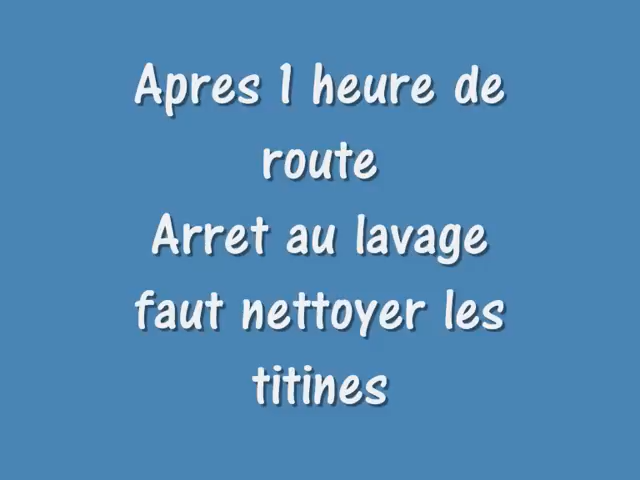 Apres 1 heure de
route
Arret au lavage
faut nettoyer les
titines